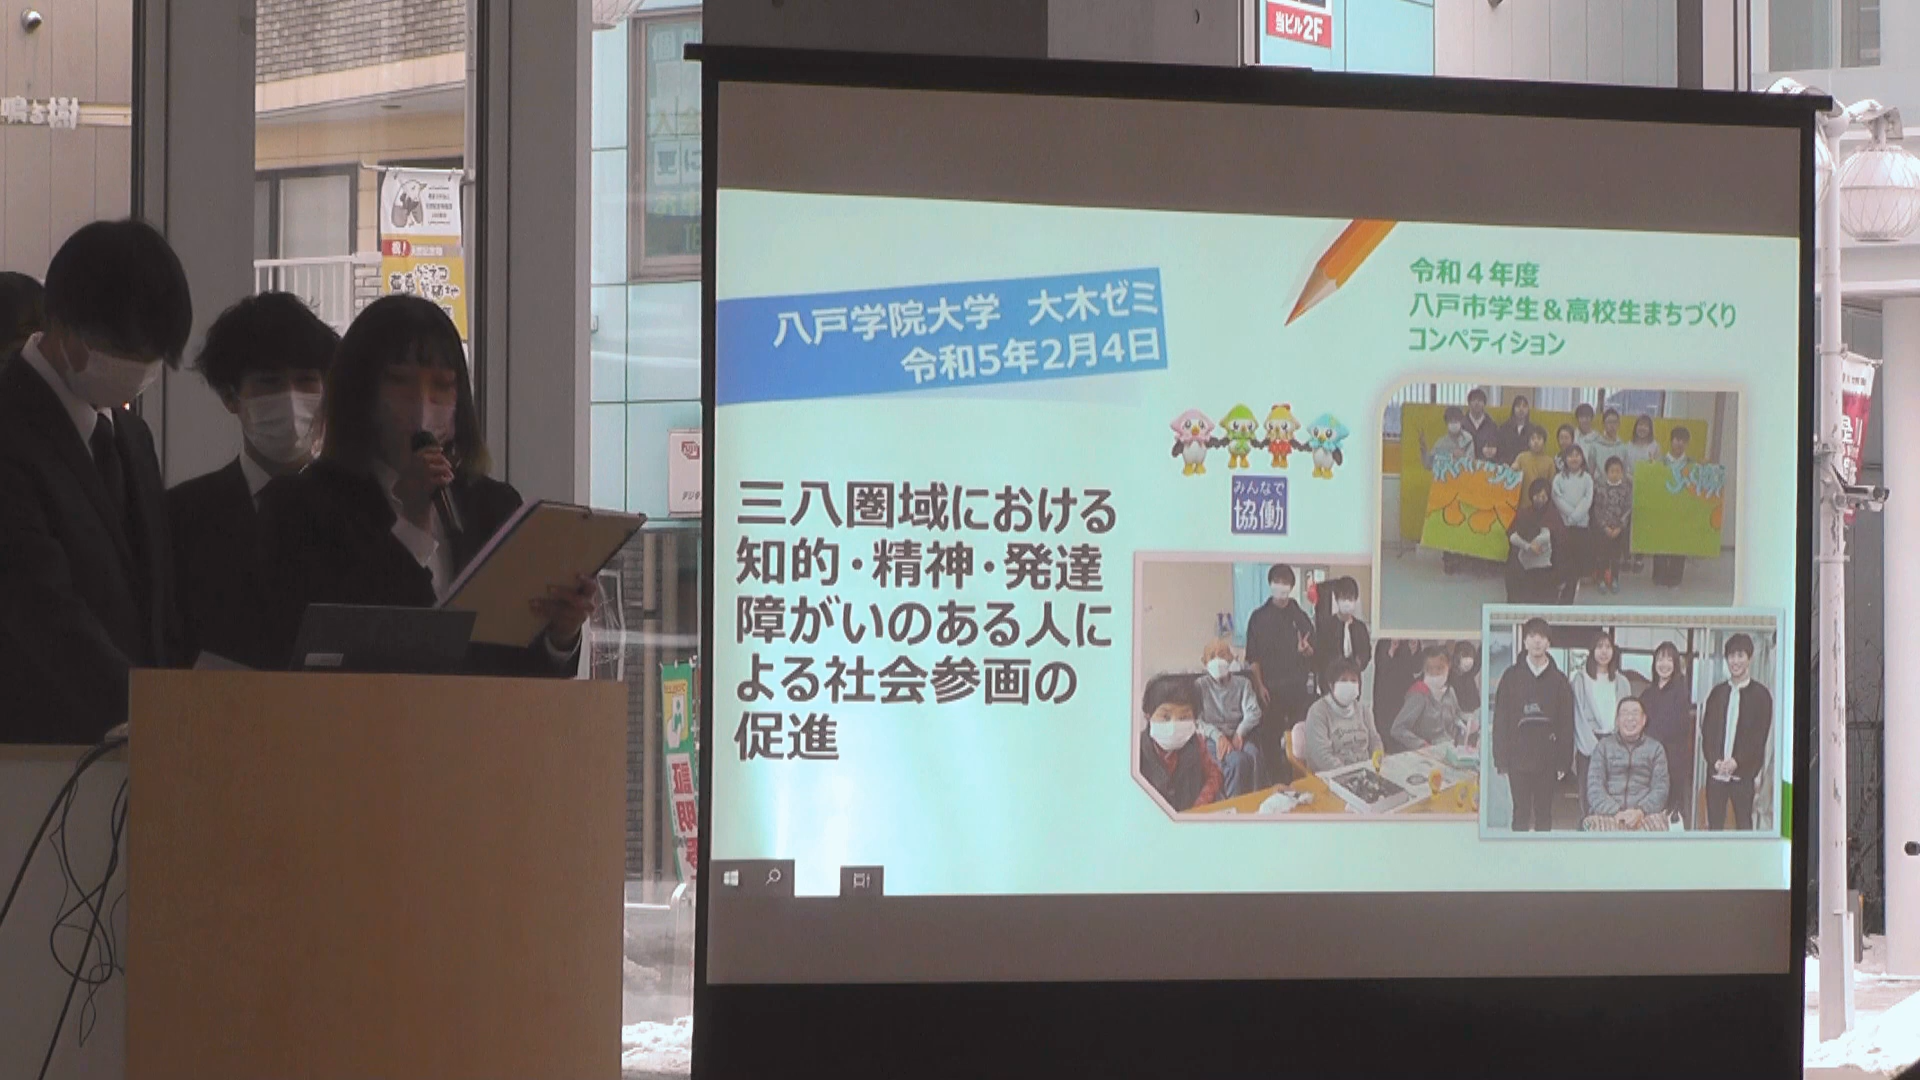 当ビル2F
八戸学院大学 大木ゼミ
令和5年2月4日
令和4年度
八戸市学生&高校生まちづくり
コンペティション
みんなで
協働
三八圏域における
知的・精神・発達
障がいのある人に
よる社会参画の
促進
祝!